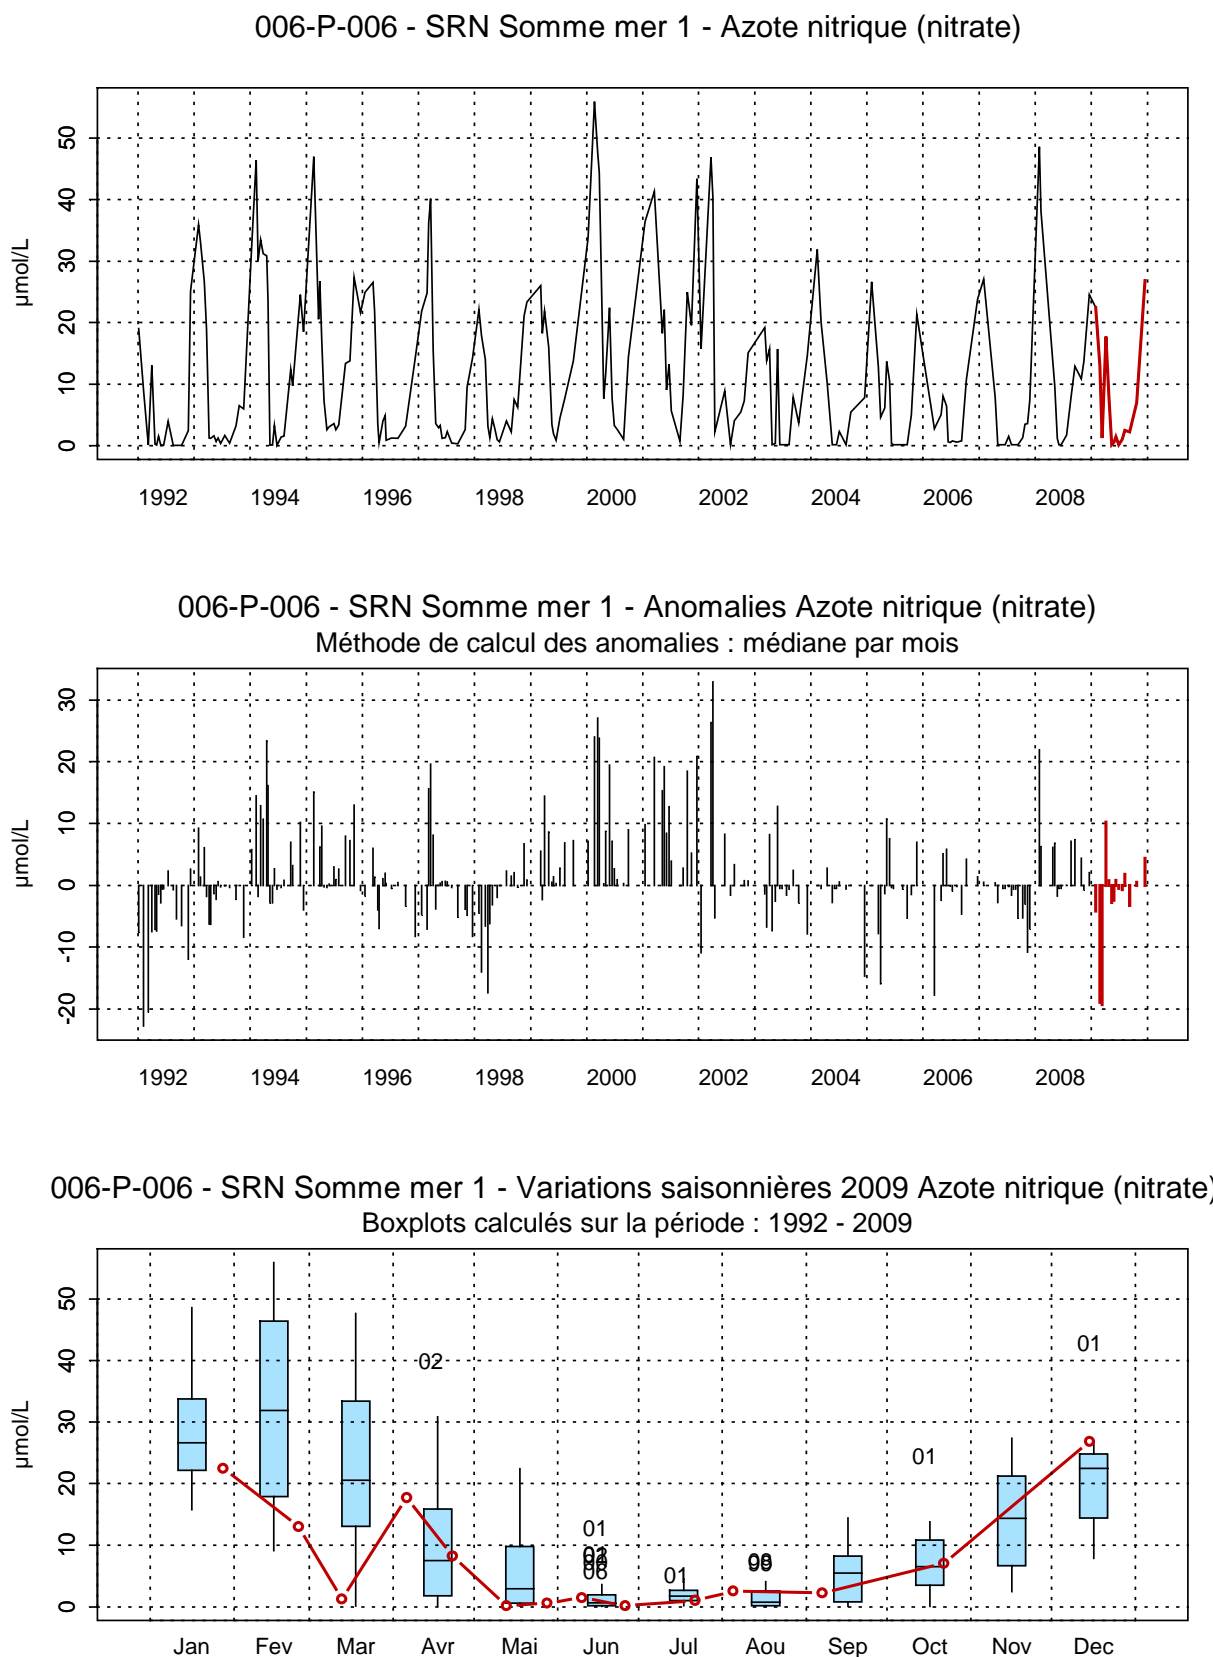 006-P-006 - SRN Somme mer 1 - Azote nitrique (nitrate)
50
40
30
20
10
0
µmol/L
1992 1994 1996 1998 2000 2002 2004 2006 2008
006-P-006 - SRN Somme mer 1 - Anomalies Azote nitrique (nitrate)
Méthode de calcul des anomalies : médiane par mois
30
20
10
0
-10
-20
µmol/L
1992 1994 1996 1998 2000 2002 2004 2006 2008
006-P-006 - SRN Somme mer 1 - Variations saisonnières 2009 Azote nitrique (nitrate)
Boxplots calculés sur la période : 1992 - 2009
50
40
30
20
10
0
µmol/L
02
01
01
01
06
01
Jan Fev Mar Avr Mai Jun Jul Aou Sep Oct Nov Dec